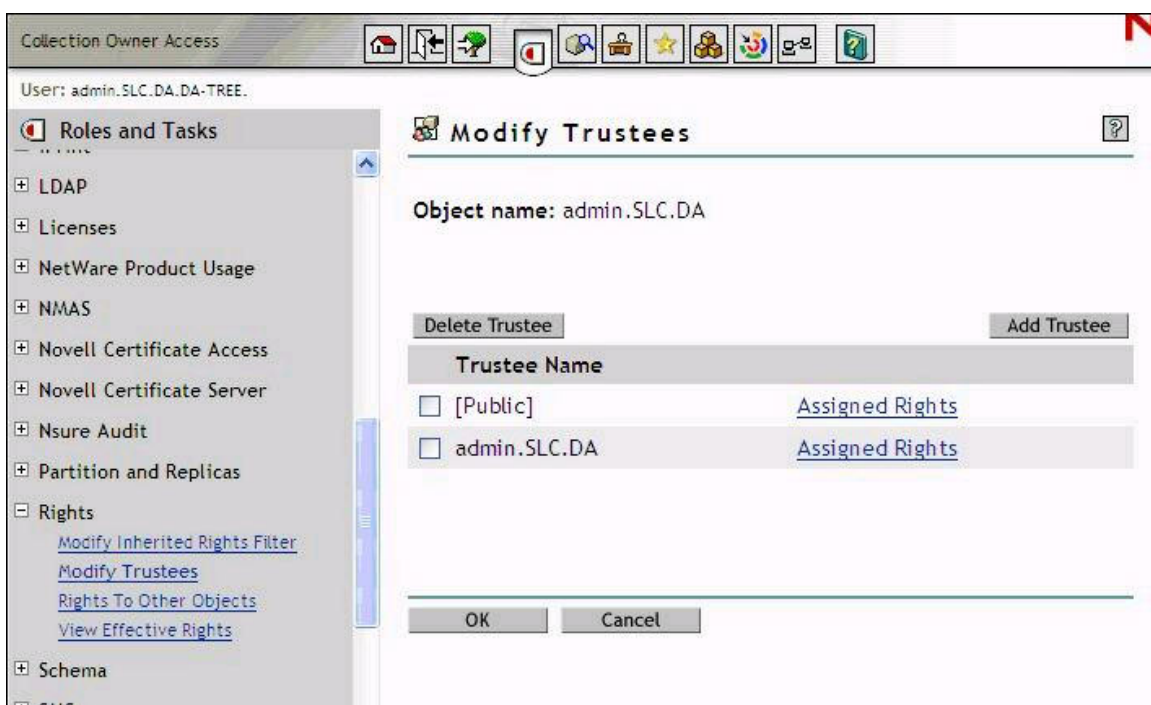 Collection Owner Access
N
User: admin.SLC.DA.DA-TREE.
Roles and Tasks
LDAP
Licenses
NetWare Product Usage
NMAS
Novell Certificate Access
Novell Certificate Server
Nsure Audit
Partition and Replicas
Rights
Modify Inherited Rights Filter
Modify Trustees
Rights To Other Objects
View Effective Rights
Schema
Modify Trustees
?
Object name: admin.SLC.DA
Delete Trustee Add Trustee
Trustee Name
[Public] Assigned Rights
admin.SLC.DA Assigned Rights
OK Cancel